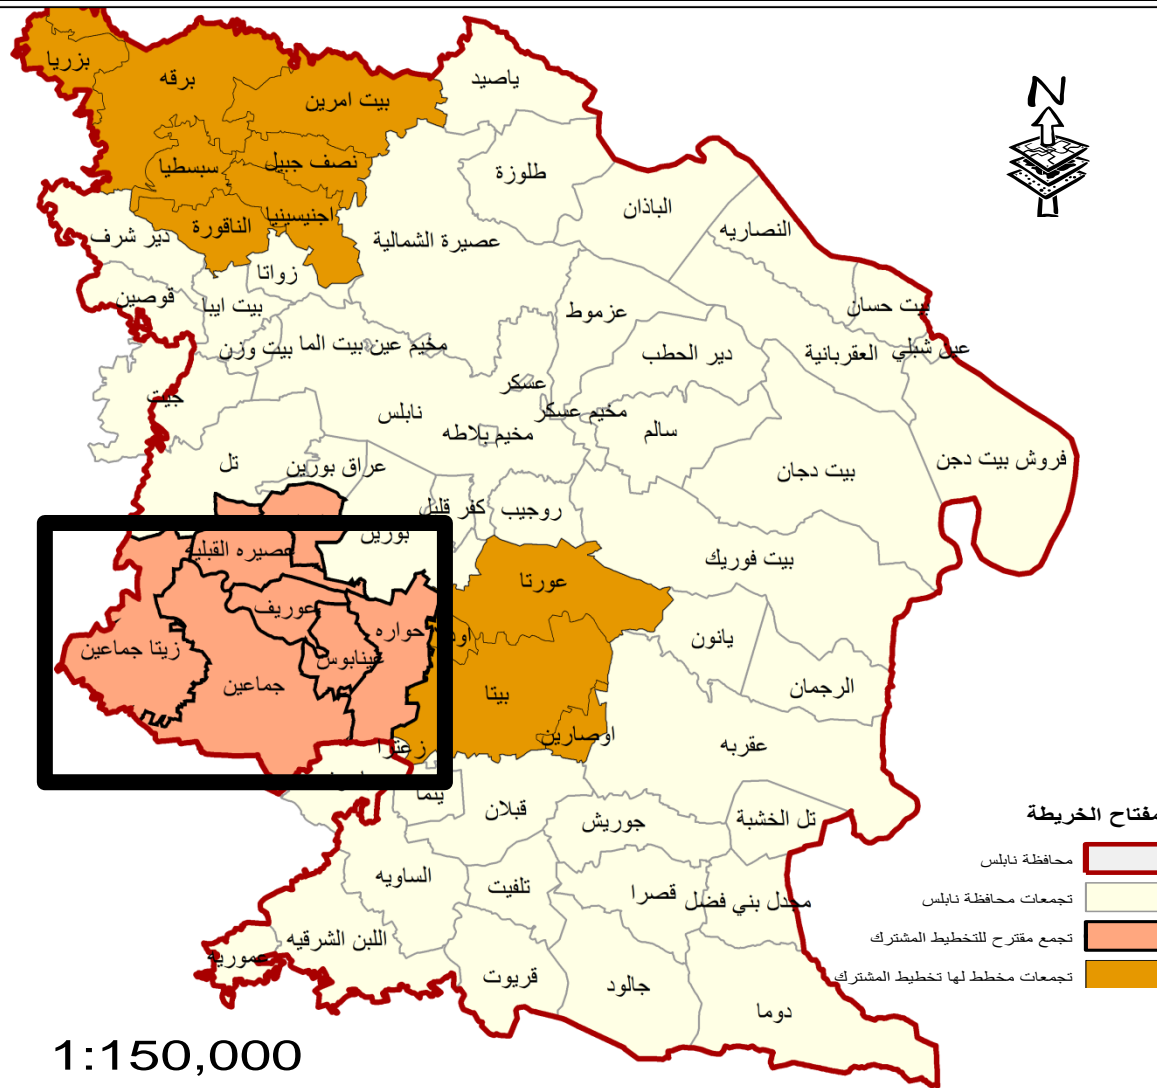 N
بزريا
برقه
بيت امرين
ياصيد
سبسطيا
نصف جبيل
طلوزة
اجنيسينيا
الناقورة
دير شرف
الباذان
النصاريه
عصيرة الشمالية
زواتا
قوصين
بيت ايبا
عزموط
بيت حسان
مخيم عين بيت الما
بيت وزن
دير الحطب
العقربانية
عين شبلي
جيت
عسكر
نابلس
مخيم عسكر
مخيم بلاطه
سالم
تل
عراق بورين
بيت دجان
فروش بيت دجن
كفر قليل
روجيب
بورين
عصيره القبليه
بيت فوريك
عورتا
عوريف
حواره
يانون
زيتا جماعين
عينابوس
جماعين
بيتا
الرجمان
اوصارين
زعترا
عقربه
يتما
قبلان
جوريش
تل الخشبة
الساويه
تلفيت
قصرا
مجدل بني فضل
اللبن الشرقيه
عموريه
قريوت
جالود
دوما
مفتاح الخريطة
محافظة نابلس
تجمعات محافظة نابلس
تجمع مقترح للتخطيط المشترك
تجمعات مخطط لها تخطيط المشترك
1:150,000